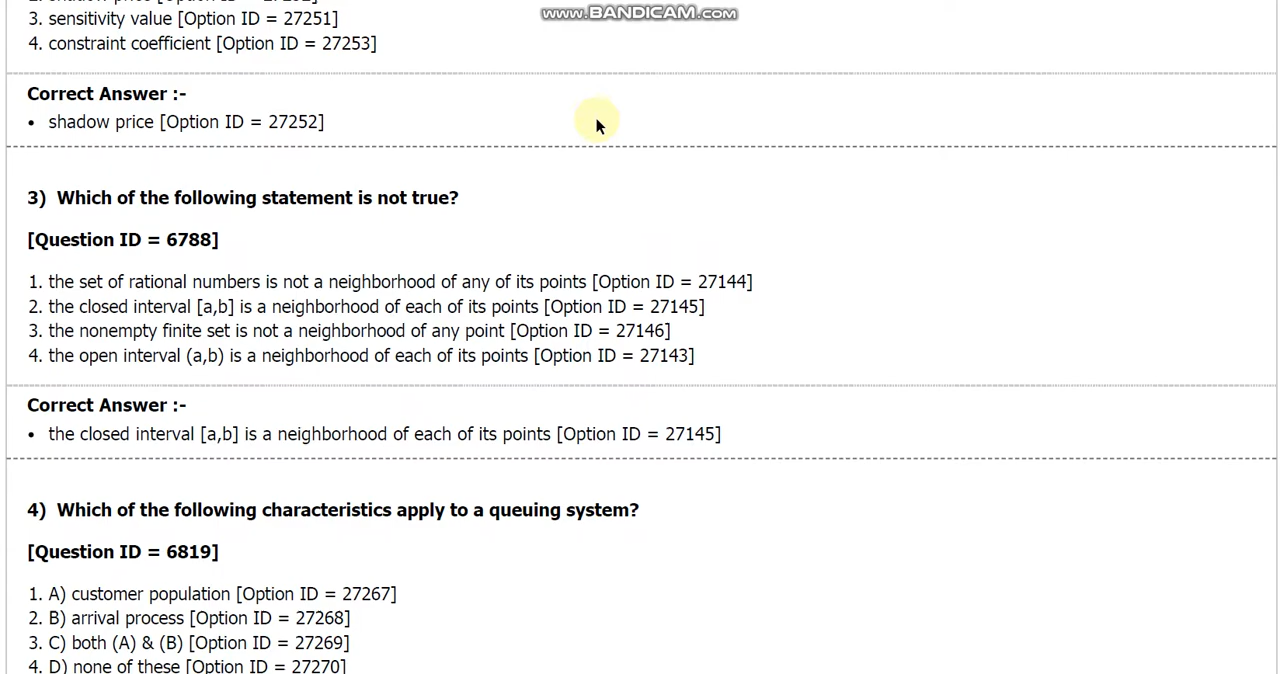 www.BANDICAM.com
3. sensitivity value [Option ID = 27251]
4. constraint coefficient [Option ID = 27253]
Correct Answer :-
• shadow price [Option ID = 27252]
3) Which of the following statement is not true?
[Question ID = 6788]
1. the set of rational numbers is not a neighborhood of any of its points [Option ID = 27144]
2. the closed interval [a,b] is a neighborhood of each of its points [Option ID = 27145]
3. the nonempty finite set is not a neighborhood of any point [Option ID = 27146]
4. the open interval (a,b) is a neighborhood of each of its points [Option ID = 27143]
Correct Answer :-
• the closed interval [a,b] is a neighborhood of each of its points [Option ID = 27145]
4) Which of the following characteristics apply to a queuing system?
[Question ID = 6819]
1. A) customer population [Option ID = 27267]
2. B) arrival process [Option ID = 27268]
3. C) both (A) & (B) [Option ID = 27269]
4. D) none of these [Option ID = 27270]